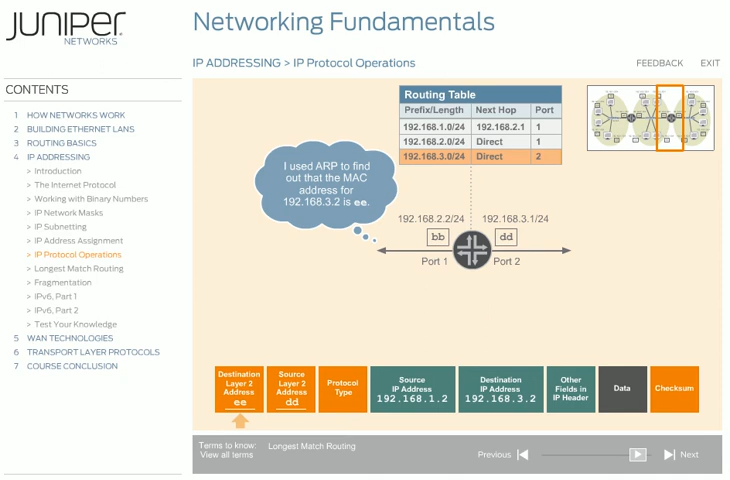 JUNIPER
NETWORKS
Networking Fundamentals
IP ADDRESSING > IP Protocol Operations
FEEDBACK EXIT
CONTENTS
1 HOW NETWORKS WORK
2 BUILDING ETHERNET LANS
3 ROUTING BASICS
4 IP ADDRESSING
> Introduction
> The Internet Protocol
> Working with Binary Numbers
> IP Network Masks
> IP Subnetting
> IP Address Assignment
> IP Protocol Operations
> Longest Match Routing
> Fragmentation
> IPv6, Part 1
> IPv6, Part 2
> Test Your Knowledge
5 WAN TECHNOLOGIES
6 TRANSPORT LAYER PROTOCOLS
7 COURSE CONCLUSION
Routing Table
Prefix/Length Next Hop Port
192.168.1.0/24 192.168.2.1 1
192.168.2.0/24 Direct 1
192.168.3.0/24 Direct 2
I used ARP to find
out that the MAC
address for
192.168.3.2 is ee.
192.168.2.2/24 192.168.3.1/24
bb dd
Port 1 Port 2
Destination
Layer 2
Address
ee
Source
Layer 2
Address
dd
Protocol
Type
Source
IP Address
192.168.1.2
Destination
IP Address
192.168.3.2
Other
Fields in
IP Header
Data
Checksum
Terms to know: Longest Match Routing
View all terms
Previous Next